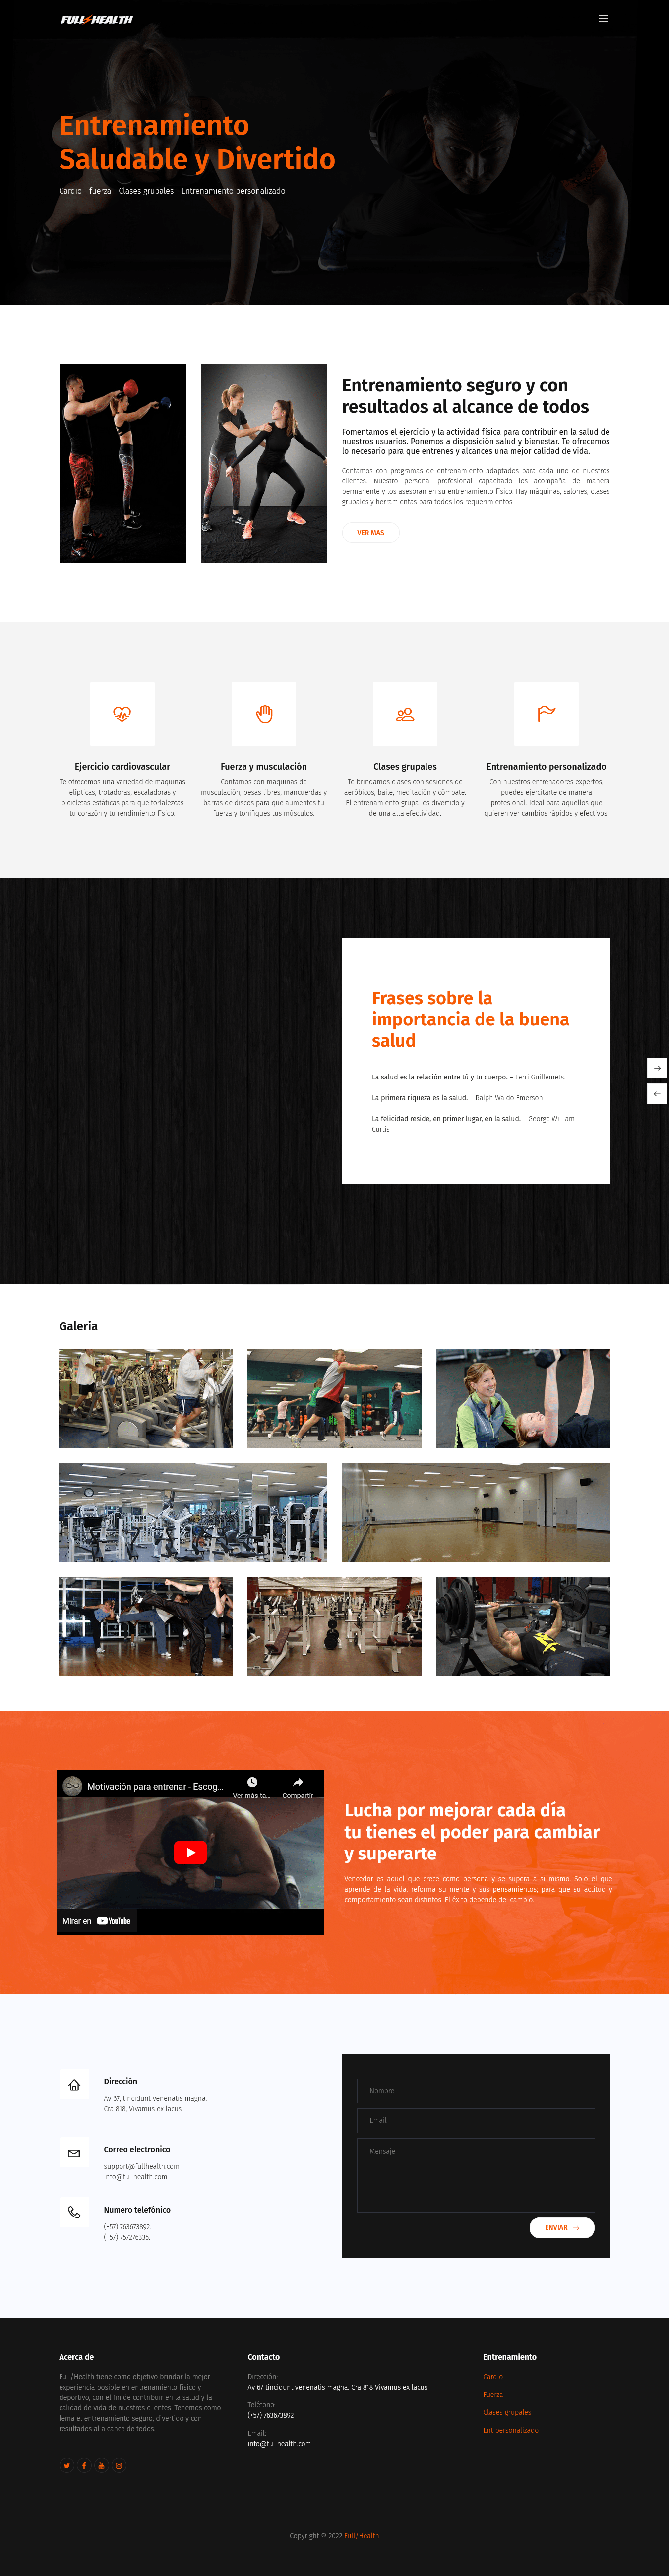 FULL HEALTH
Entrenamiento
Saludable y Divertido
Cardio - fuerza - Clases grupales - Entrenamiento personalizado
Entrenamiento seguro y con
resultados al alcance de todos
Fomentamos el ejercicio y la actividad física para contribuir en la salud de
nuestros usuarios. Ponemos a disposición salud y bienestar. Te ofrecemos
lo necesario para que entrenes y alcances una mejor calidad de vida.
Contamos con programas de entrenamiento adaptados para cada uno de nuestros
clientes. Nuestro personal profesional capacitado los acompaña de manera
permanente y los asesoran en su entrenamiento físico. Hay máquinas, salones, clases
grupales y herramientas para todos los requerimientos.
VER MAS
Ejercicio cardiovascular
Te ofrecemos una variedad de máquinas
elípticas, trotadoras, escaladoras y
bicicletas estáticas para que fortalezcas
tu corazón y tu rendimiento físico.
Fuerza y musculación
Contamos con máquinas de
musculación, pesas libres, mancuerdas y
barras de discos para que aumentes tu
fuerza y tonifiques tus músculos.
Clases grupales
Te brindamos clases con sesiones de
aeróbicos, baile, meditación y cómbate.
El entrenamiento grupal es divertido y
de una alta efectividad.
Entrenamiento personalizado
Con nuestros entrenadores expertos,
puedes ejercitarte de manera
profesional. Ideal para aquellos que
quieren ver cambios rápidos y efectivos.
Frases sobre la
importancia de la buena
salud
La salud es la relación entre tú y tu cuerpo. – Terri Guillemets.
La primera riqueza es la salud. – Ralph Waldo Emerson.
La felicidad reside, en primer lugar, en la salud. – George William
Curtis
Galeria
Motivación para entrenar - Escog...
Ver más ta...
Compartir
Mirar en YouTube
Lucha por mejorar cada día
tu tienes el poder para cambiar
y superarte
Vencedor es aquel que crece como persona y se supera a si mismo. Solo el que
aprende de la vida, reforma su mente y sus pensamientos; para que su actitud y
comportamiento sean distintos. El éxito depende del cambio.
Dirección
Av 67, tincidunt venenatis magna.
Cra 818, Vivamus ex lacus.
Correo electronico
support@fullhealth.com
info@fullhealth.com
Numero telefónico
(+57) 763673892.
(+57) 757276335.
Nombre
Email
Mensaje
ENVIAR
Acerca de
Full/Health tiene como objetivo brindar la mejor
experiencia posible en entrenamiento físico y
deportivo, con el fin de contribuir en la salud y la
calidad de vida de nuestros clientes. Tenemos como
lema el entrenamiento seguro, divertido y con
resultados al alcance de todos.
Contacto
Dirección:
Av 67 tincidunt venenatis magna. Cra 818 Vivamus ex lacus
Teléfono:
(+57) 763673892
Email:
info@fullhealth.com
Entrenamiento
Cardio
Fuerza
Clases grupales
Ent personalizado
Copyright © 2022 Full/Health